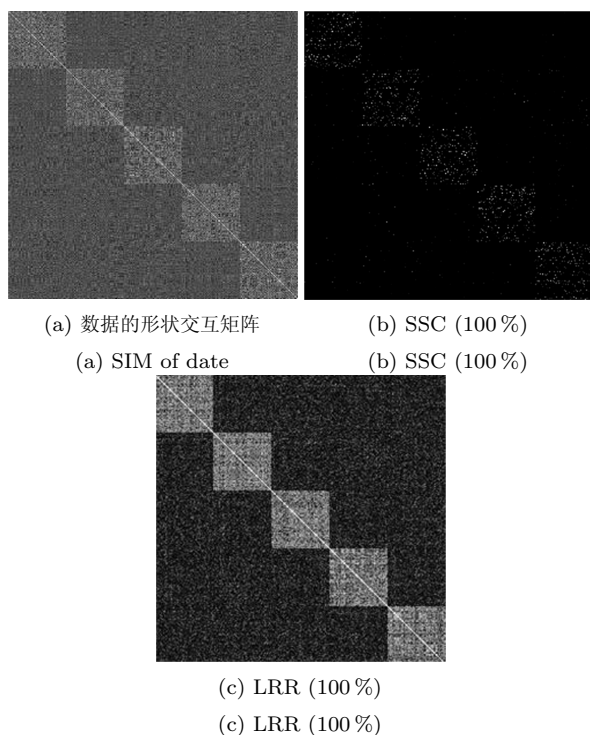 (a) 数据的形状交互矩阵 (b) SSC (100 %)
(a) SIM of date (b) SSC (100 %)
(c) LRR (100 %)
(c) LRR (100 %)